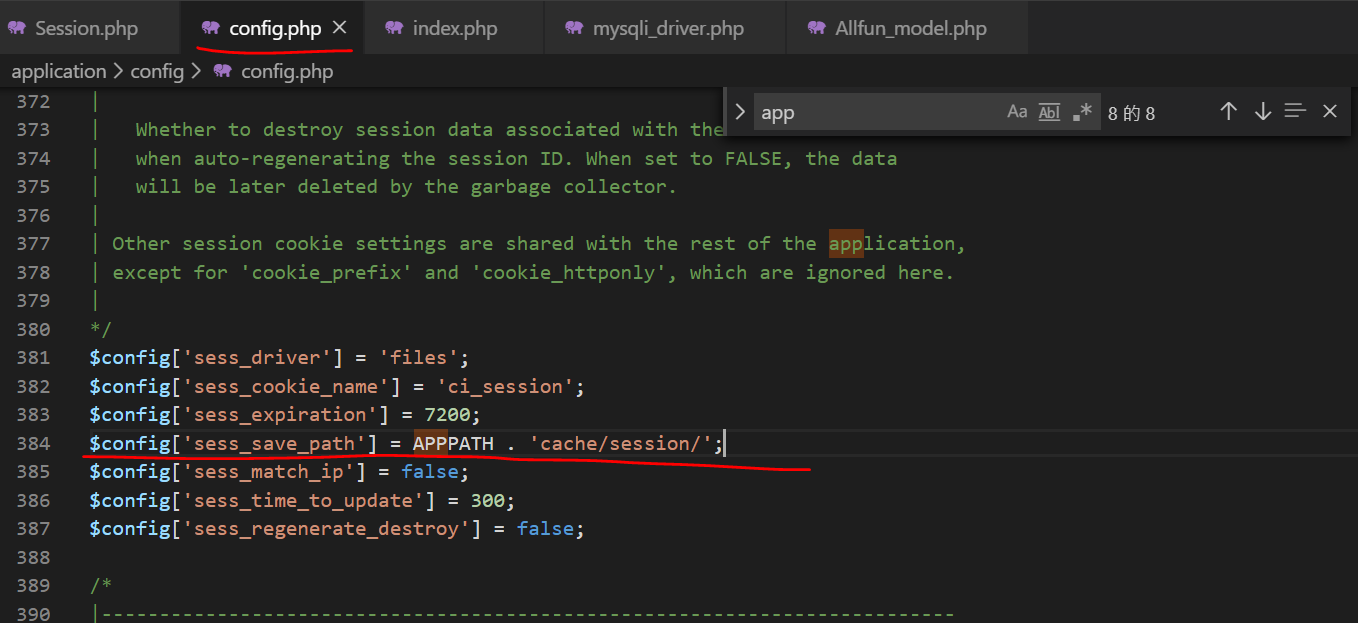 Session.php config.php index.php mysqli_driver.php Allfun_model.php
application > config > config.php
app Aa Abl .* 8 的 8
372 |
373 | Whether to destroy session data associated with the
374 | when auto-regenerating the session ID. When set to FALSE, the data
375 | will be later deleted by the garbage collector.
376 |
377 | Other session cookie settings are shared with the rest of the application,
378 | except for 'cookie_prefix' and 'cookie_httponly', which are ignored here.
379 |
380 */
381 $config['sess_driver'] = 'files';
382 $config['sess_cookie_name'] = 'ci_session';
383 $config['sess_expiration'] = 7200;
384 $config['sess_save_path'] = APPPATH . 'cache/session/';
385 $config['sess_match_ip'] = false;
386 $config['sess_time_to_update'] = 300;
387 $config['sess_regenerate_destroy'] = false;
388
389 /*
390 |--------------------------------------------------------------------------